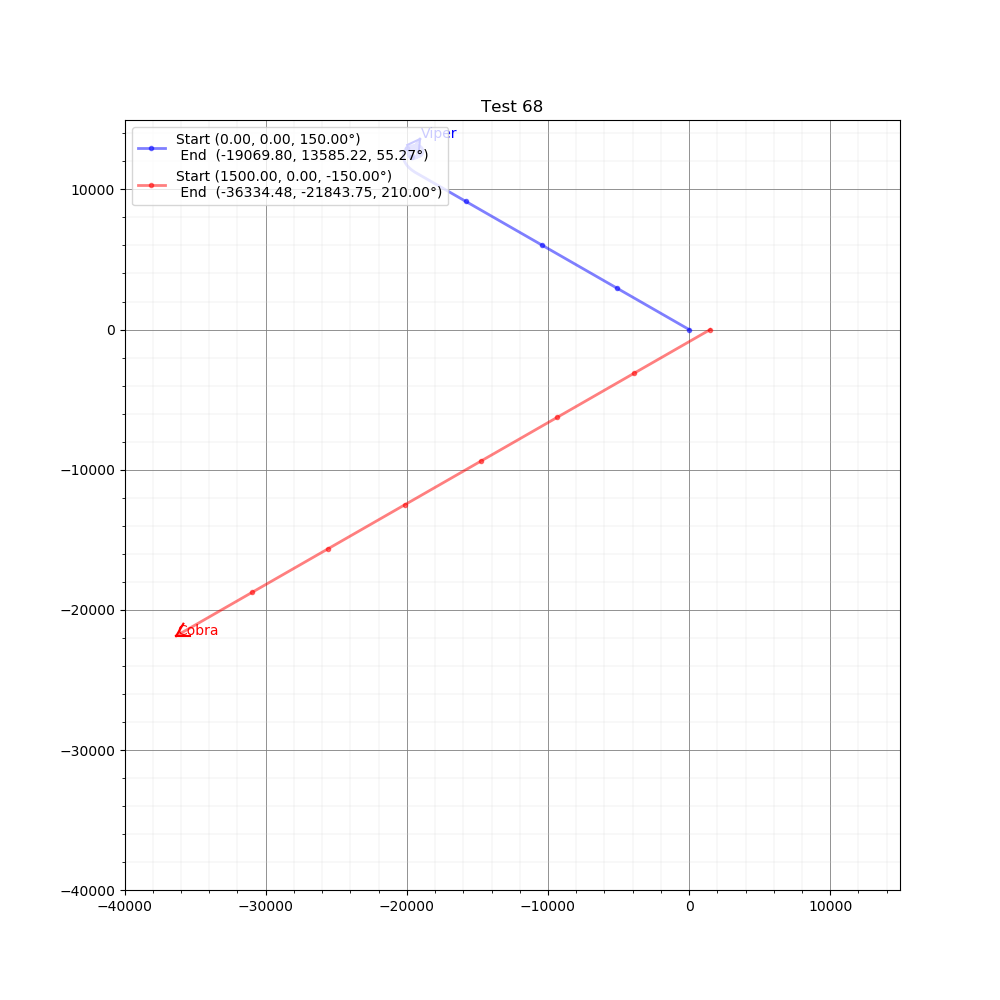 Test 68
Viper
Start (0.00, 0.00, 150.00°)
End  (-19069.80, 13585.22, 55.27°)
Start (1500.00, 0.00, -150.00°)
End  (-36334.48, -21843.75, 210.00°)
10000
0
−10000
−20000
−30000
−40000
Cobra
−40000
−30000
−20000
−10000
0
10000